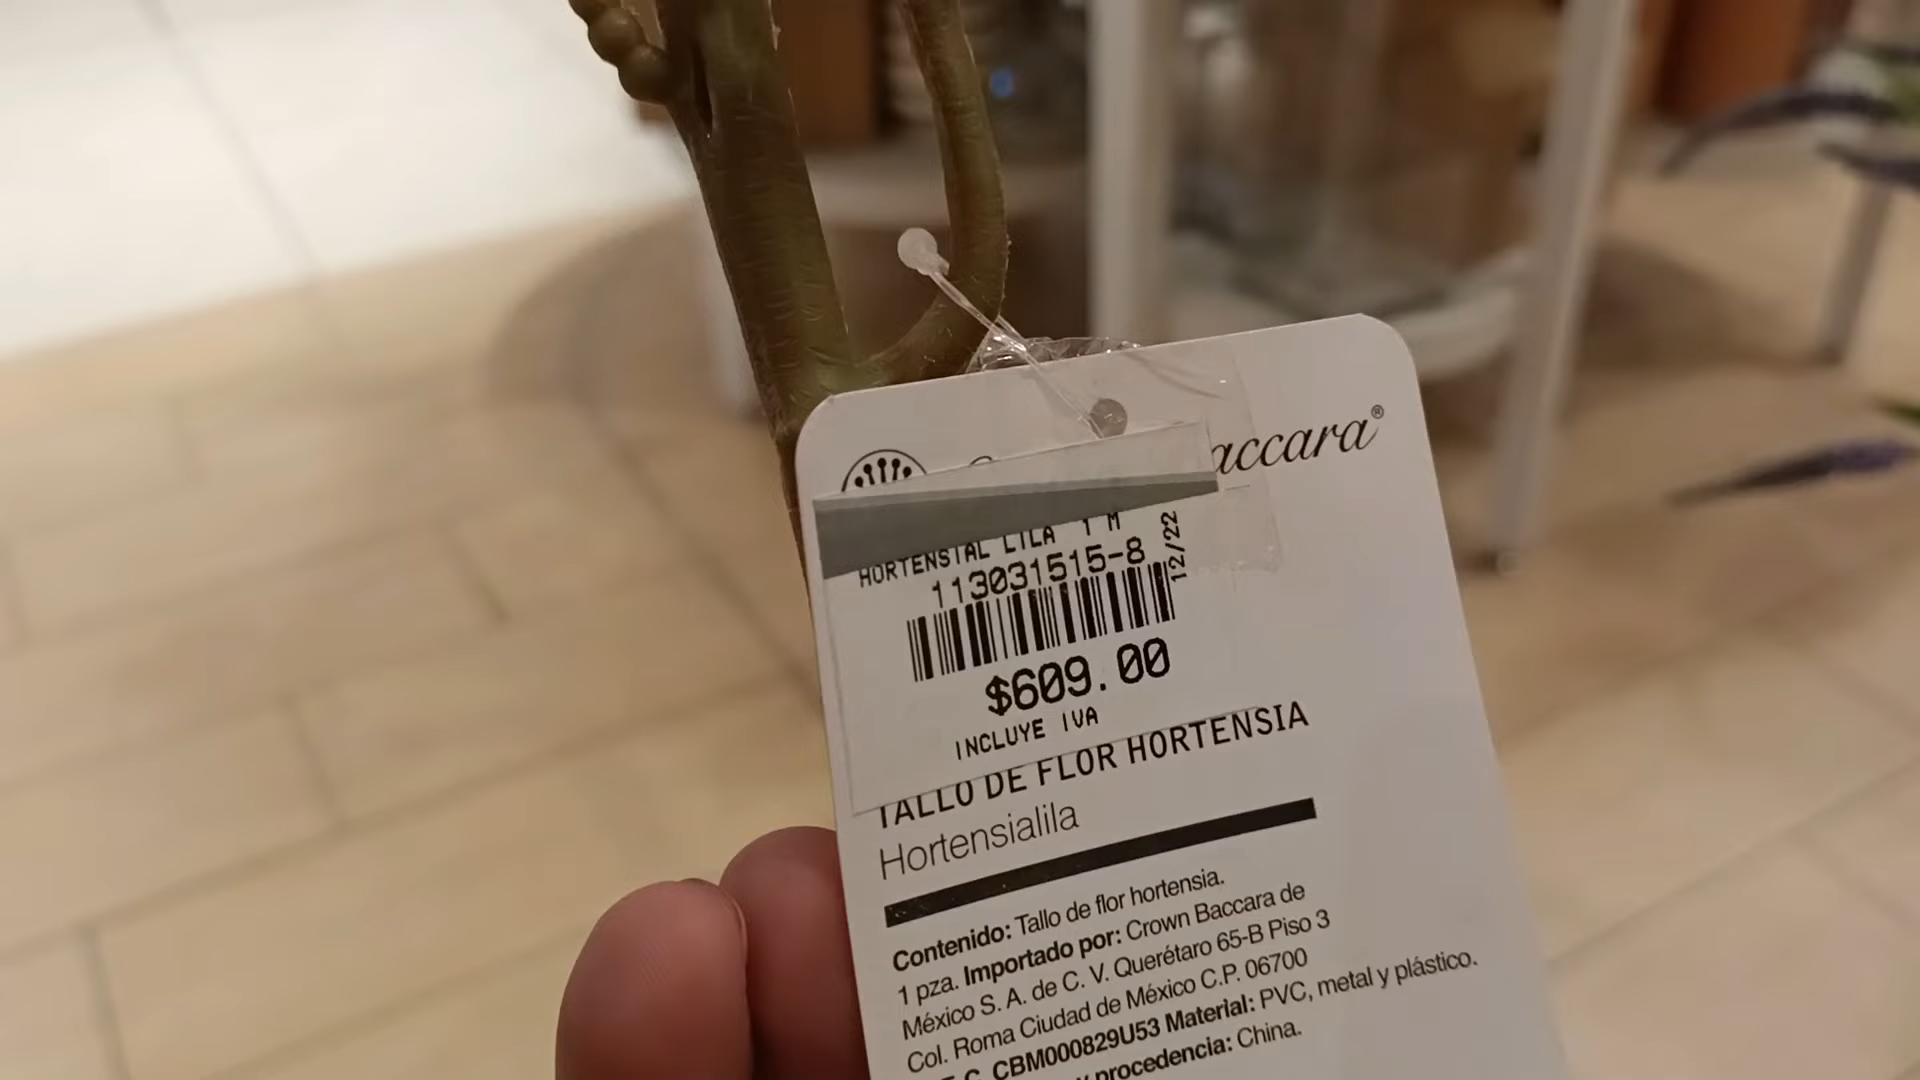 accara®
HORTENSIAL LILA 1 M
113031515-8
12/22
$609.00
INCLUYE IVA
TALLO DE FLOR HORTENSIA
Hortensialila
Contenido: Tallo de flor hortensia.
1 pza. Importado por: Crown Baccara de
México S. A. de C. V. Querétaro 65-B Piso 3
Col. Roma Ciudad de México C.P. 06700
C. CBM000829U53 Material: PVC, metal y plástico.
y procedencia: China.